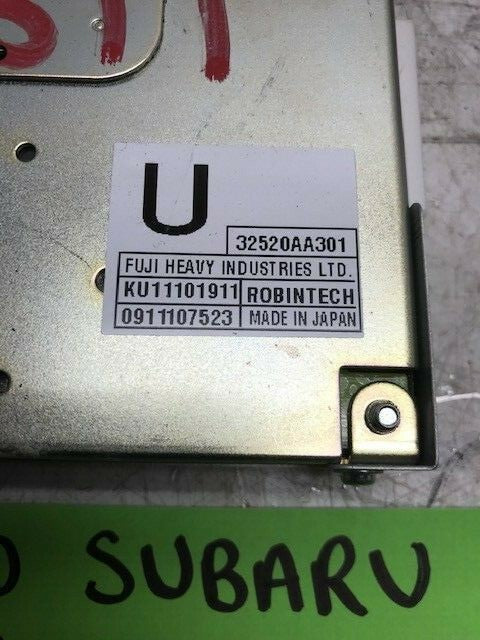 U
32520AA301
FUJI HEAVY INDUSTRIES LTD.
KU11101911 ROBINTECH
0911107523 MADE IN JAPAN
SUBARU